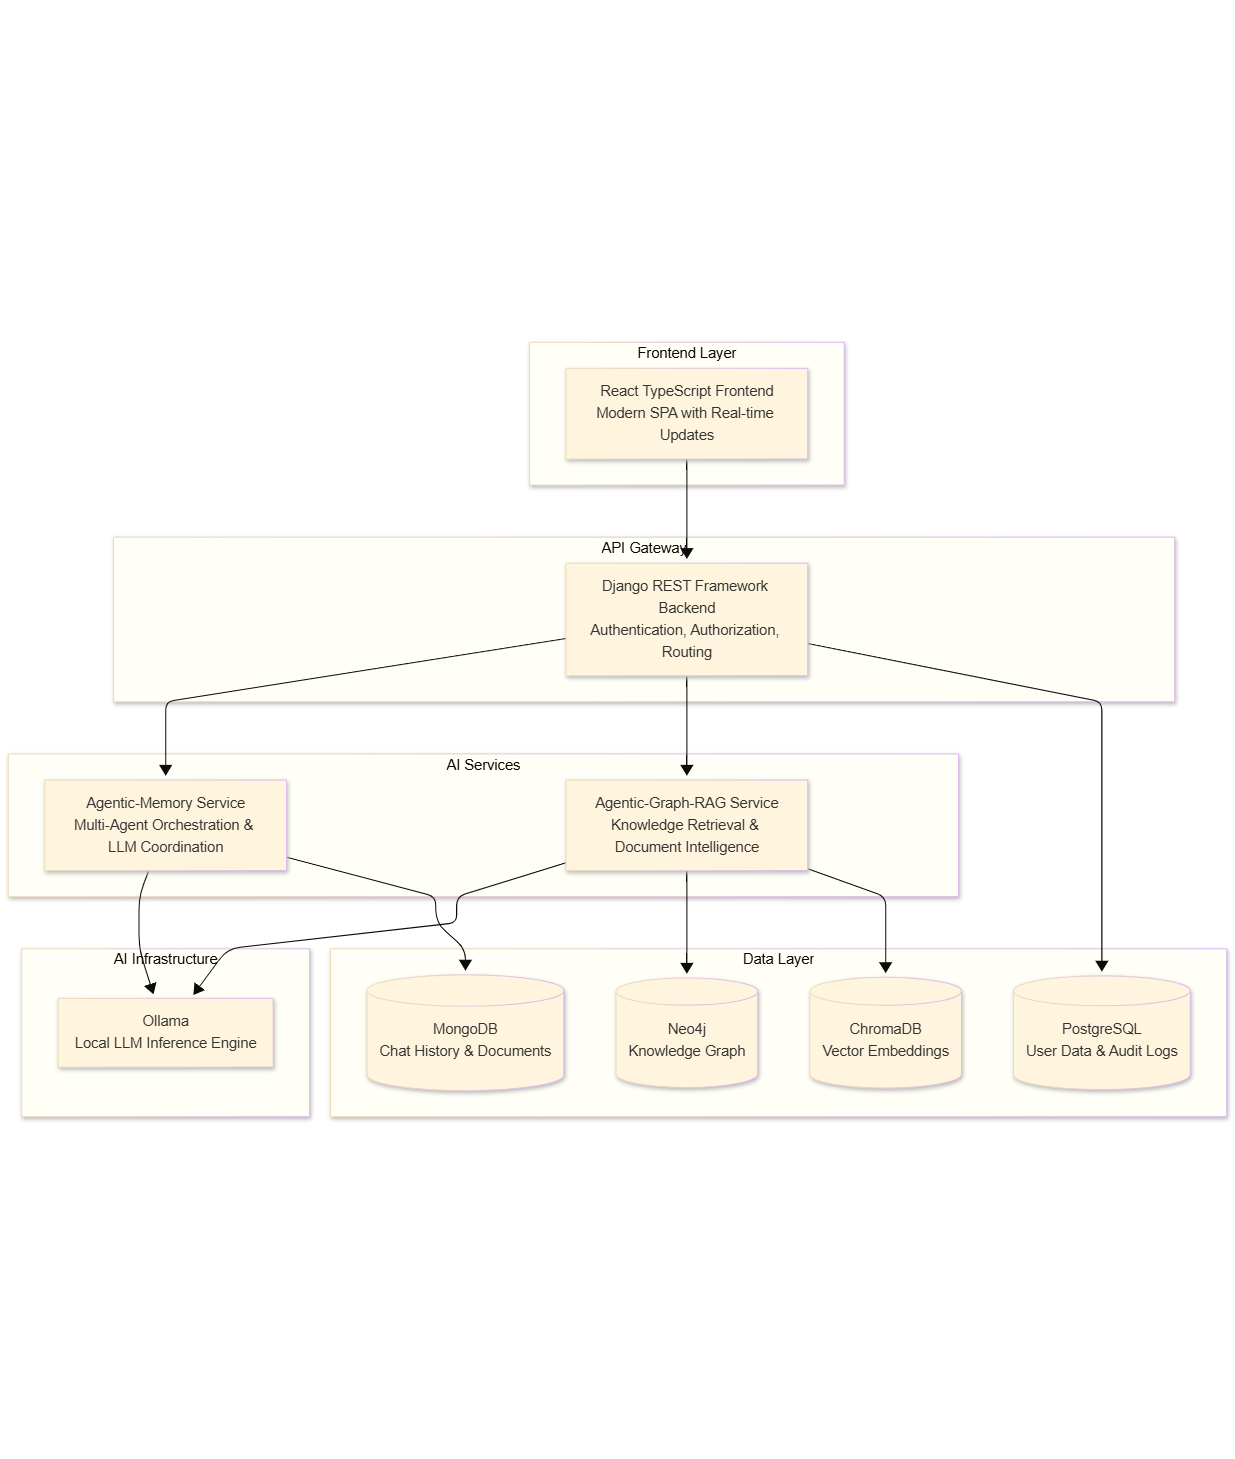 Frontend Layer
React TypeScript Frontend
Modern SPA with Real-time
Updates
API Gateway
Django REST Framework
Backend
Authentication, Authorization,
Routing
AI Services
Agentic-Memory Service
Multi-Agent Orchestration &
LLM Coordination
Agentic-Graph-RAG Service
Knowledge Retrieval &
Document Intelligence
AI Infrastructure
Ollama
Local LLM Inference Engine
Data Layer
MongoDB
Chat History & Documents
Neo4j
Knowledge Graph
ChromaDB
Vector Embeddings
PostgreSQL
User Data & Audit Logs